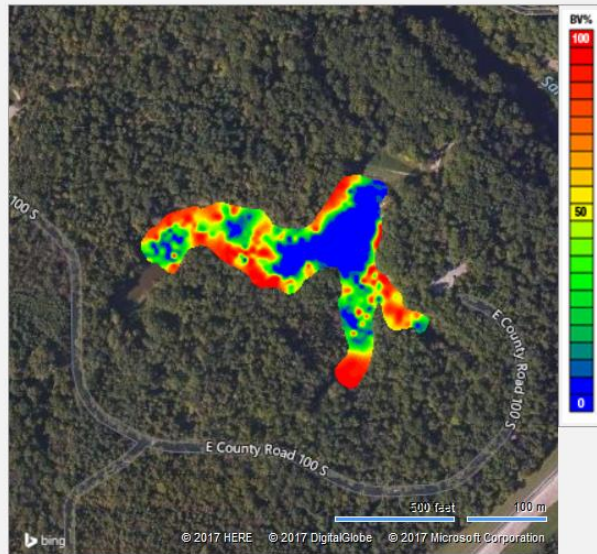 BV%
100
50
0
100 S
E County Road 100 S
E County Road 100 S
500 feet
100 m
bing
© 2017 HERE © 2017 DigitalGlobe © 2017 Microsoft Corporation